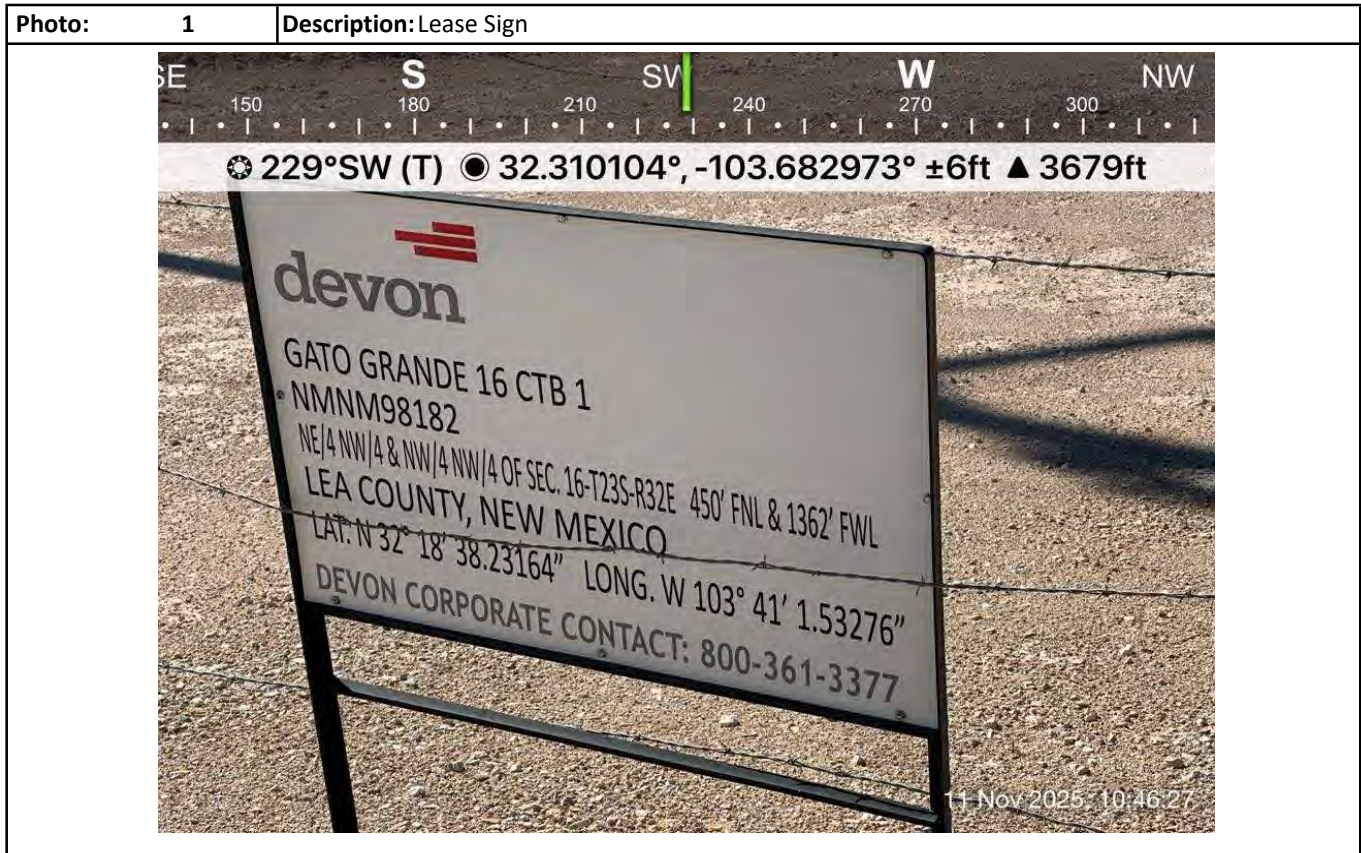 Photo: 1 Description: Lease Sign
SE S SW W NW
150 180 210 240 270 300
229°SW (T) 32.310104°, -103.682973° ±6ft ▲ 3679ft
devon
GATO GRANDE 16 CTB 1
NMNM98182
NE/4 NW/4 & NW/4 NW/4 OF SEC. 16-T23S-R32E 450' FNL & 1362' FWL
LEA COUNTY, NEW MEXICO
LAT: N 32° 18' 38.23164" LONG. W 103° 41' 1.53276"
DEVON CORPORATE CONTACT: 800-361-3377
11 Nov 2025, 10:46:27